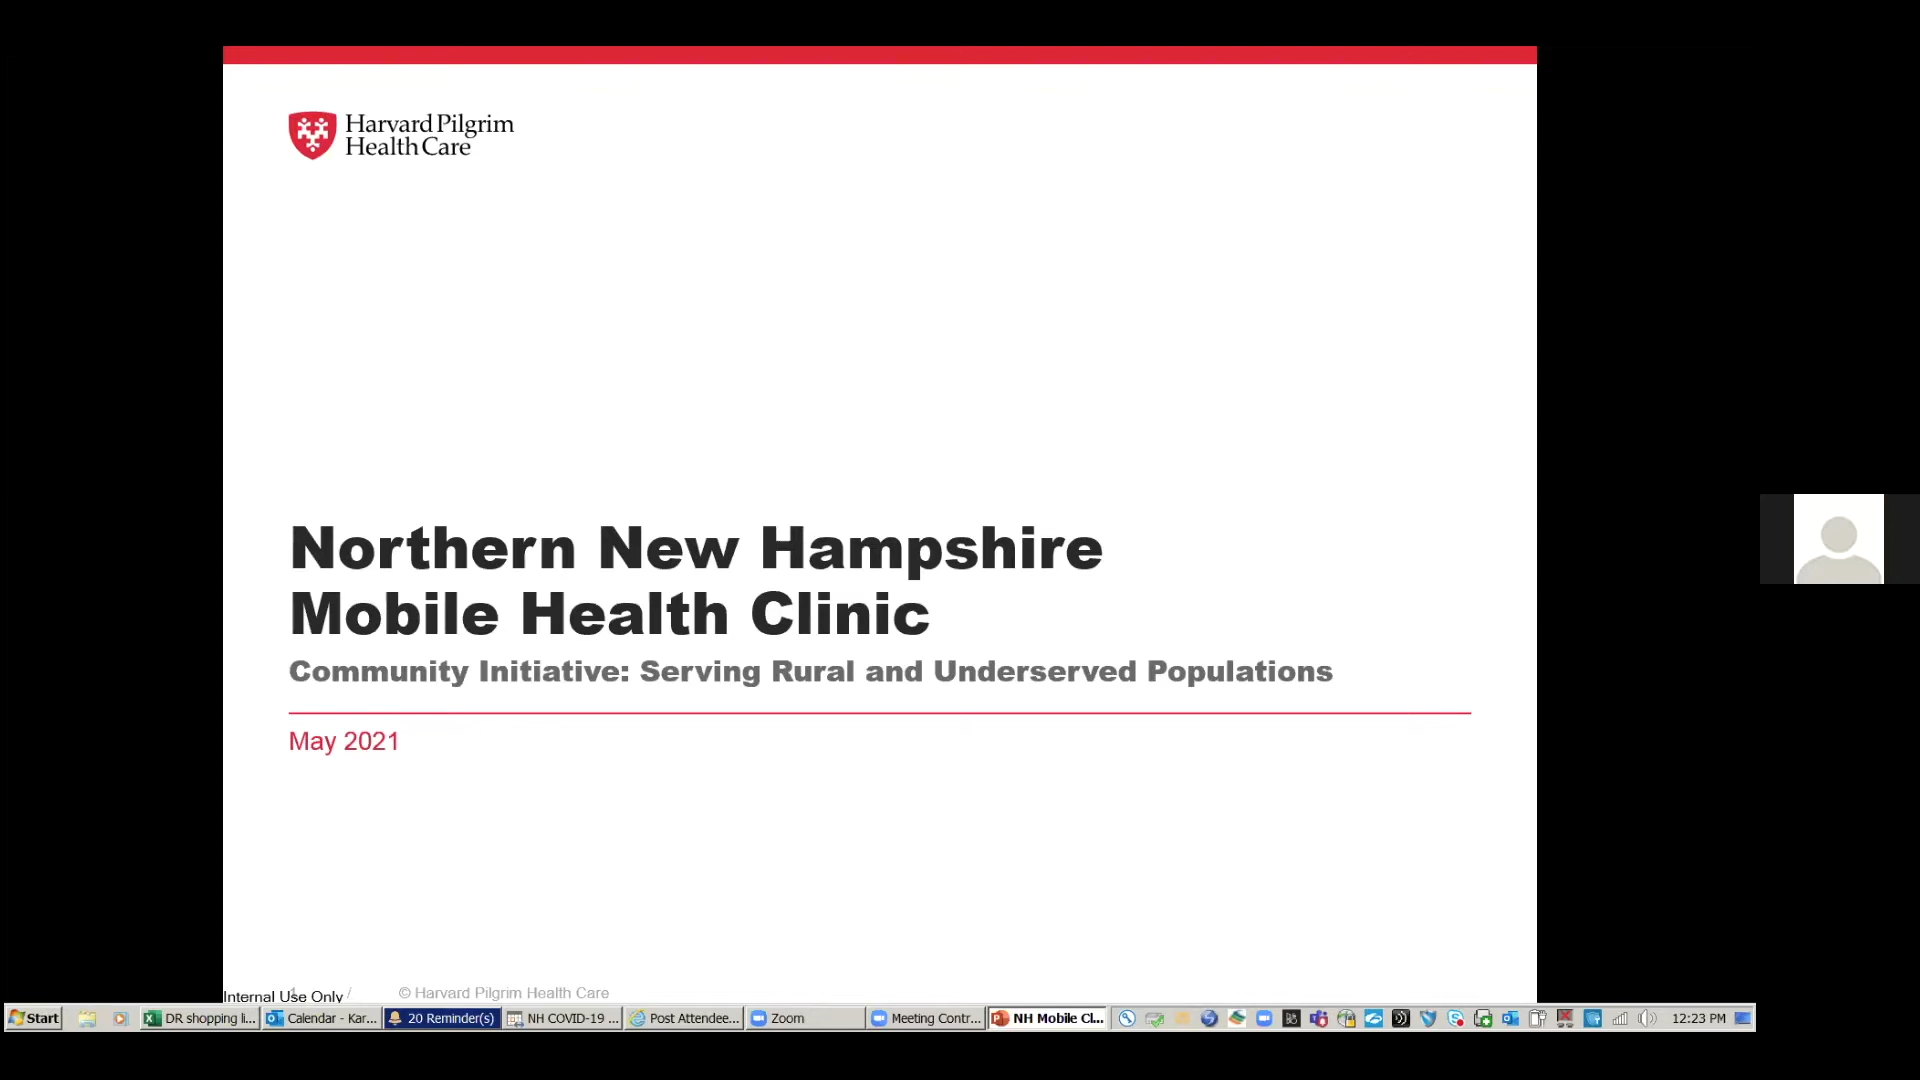 Harvard Pilgrim
Health Care
Northern New Hampshire
Mobile Health Clinic
Community Initiative: Serving Rural and Underserved Populations
May 2021
Internal Use Only /
© Harvard Pilgrim Health Care
Start
DR shopping li...
Calendar - Kar...
20 Reminder(s)
NH COVID-19 ...
Post Attendee...
Zoom
Meeting Contr...
NH Mobile Cl...
12:23 PM